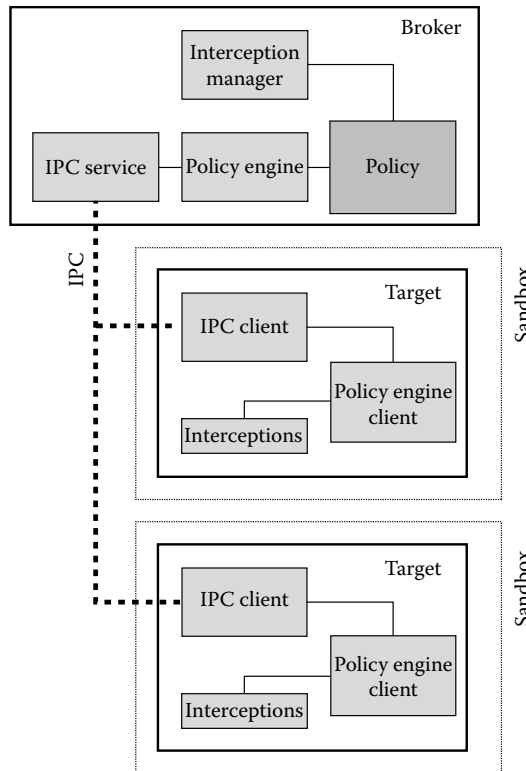 Broker
Interception
manager
IPC service
Policy engine
Policy
IPC
Sandbox
Target
IPC client
Policy engine
client
Interceptions
Sandbox
Target
IPC client
Policy engine
client
Interceptions